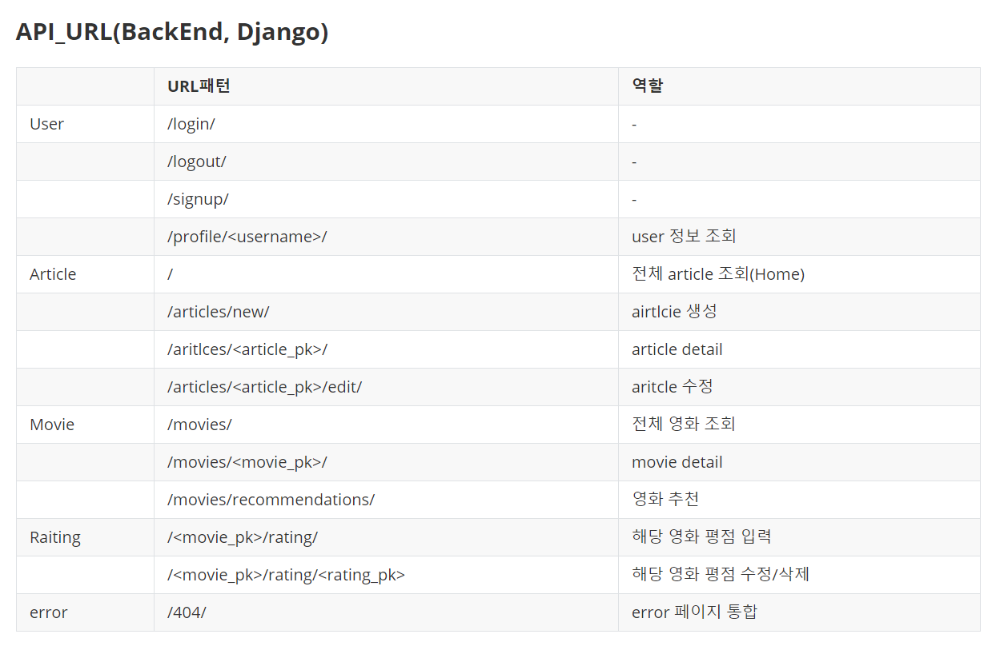 API_URL(BackEnd, Django)
URL패턴 역할
User /login/ -
/logout/ -
/signup/ -
/profile/<username>/ user 정보 조회
Article / 전체 article 조회(Home)
/articles/new/ airtlcie 생성
/aritlces/<article_pk>/ article detail
/articles/<article_pk>/edit/ aritcle 수정
Movie /movies/ 전체 영화 조회
/movies/<movie_pk>/ movie detail
/movies/recommendations/ 영화 추천
Raiting /<movie_pk>/rating/ 해당 영화 평점 입력
/<movie_pk>/rating/<rating_pk> 해당 영화 평점 수정/삭제
error /404/ error 페이지 통합